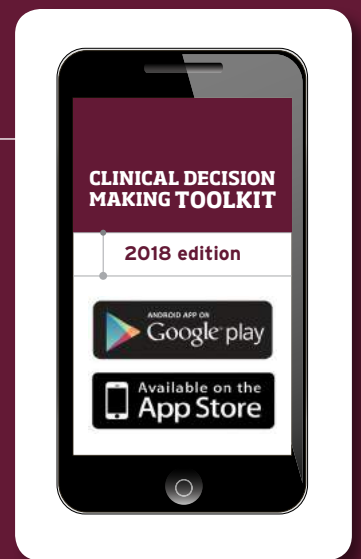 CLINICAL DECISION
MAKING TOOLKIT
2018 edition
ANDROID APP ON
Google play
Available on the
App Store